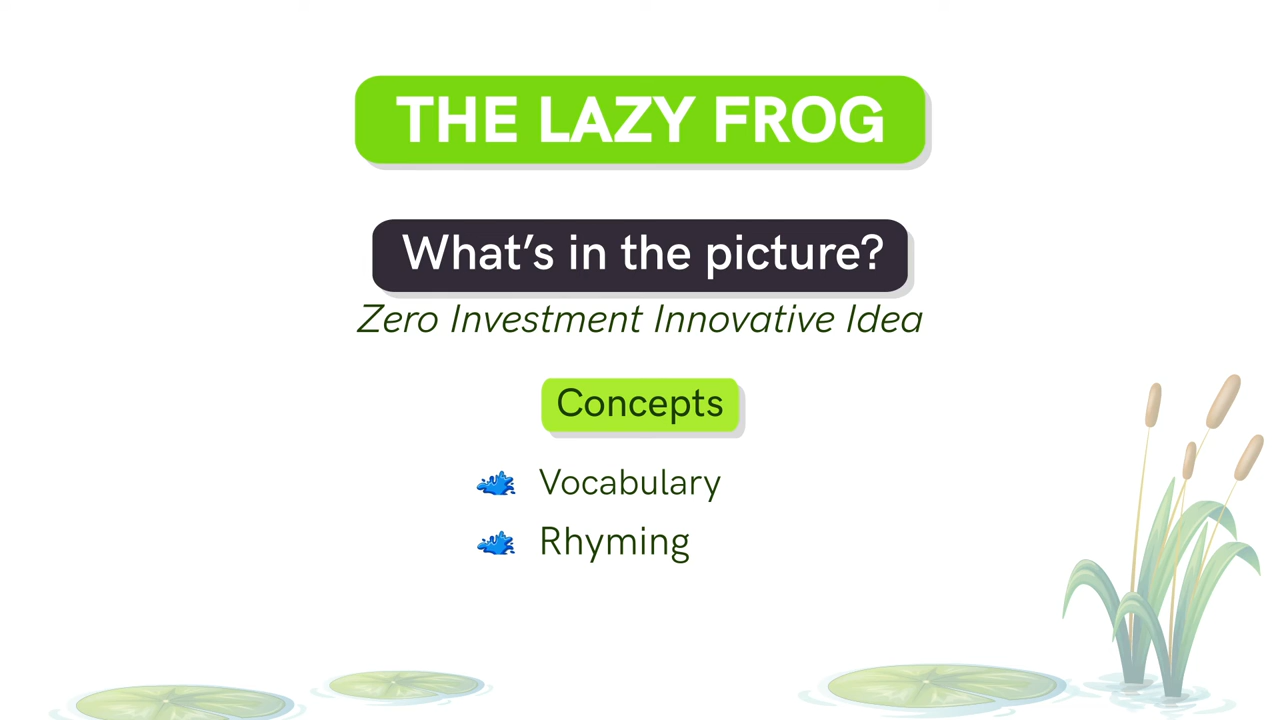 THE LAZY FROG
What's in the picture?
Zero Investment Innovative Idea
Concepts
Vocabulary
Rhyming